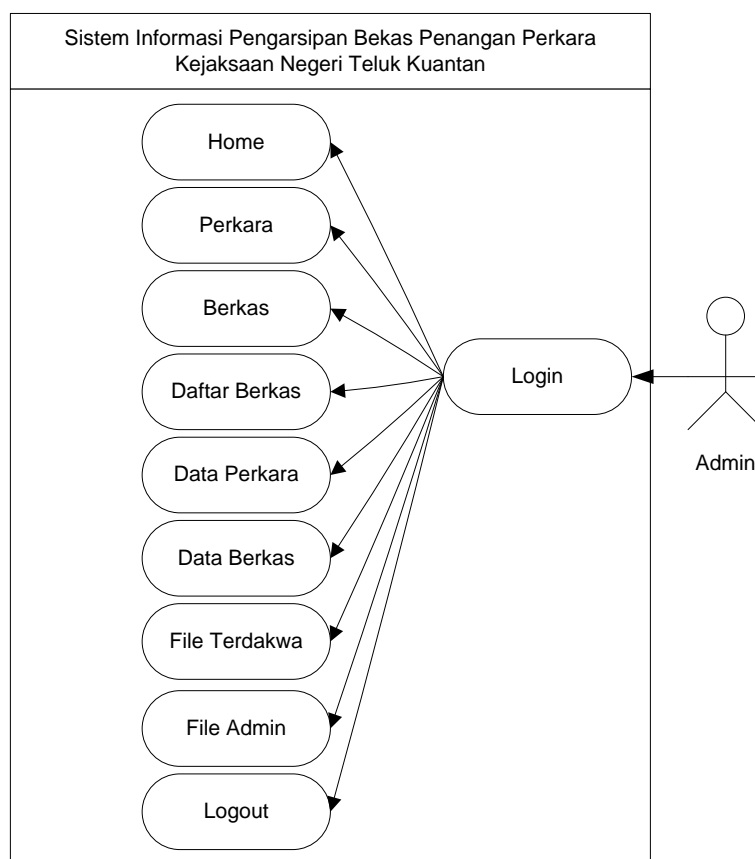 Sistem Informasi Pengarsipan Bekas Penangan Perkara
Kejaksaan Negeri Teluk Kuantan
Home
Perkara
Berkas
Daftar Berkas
Login
Data Perkara
Admin
Data Berkas
File Terdakwa
File Admin
Logout